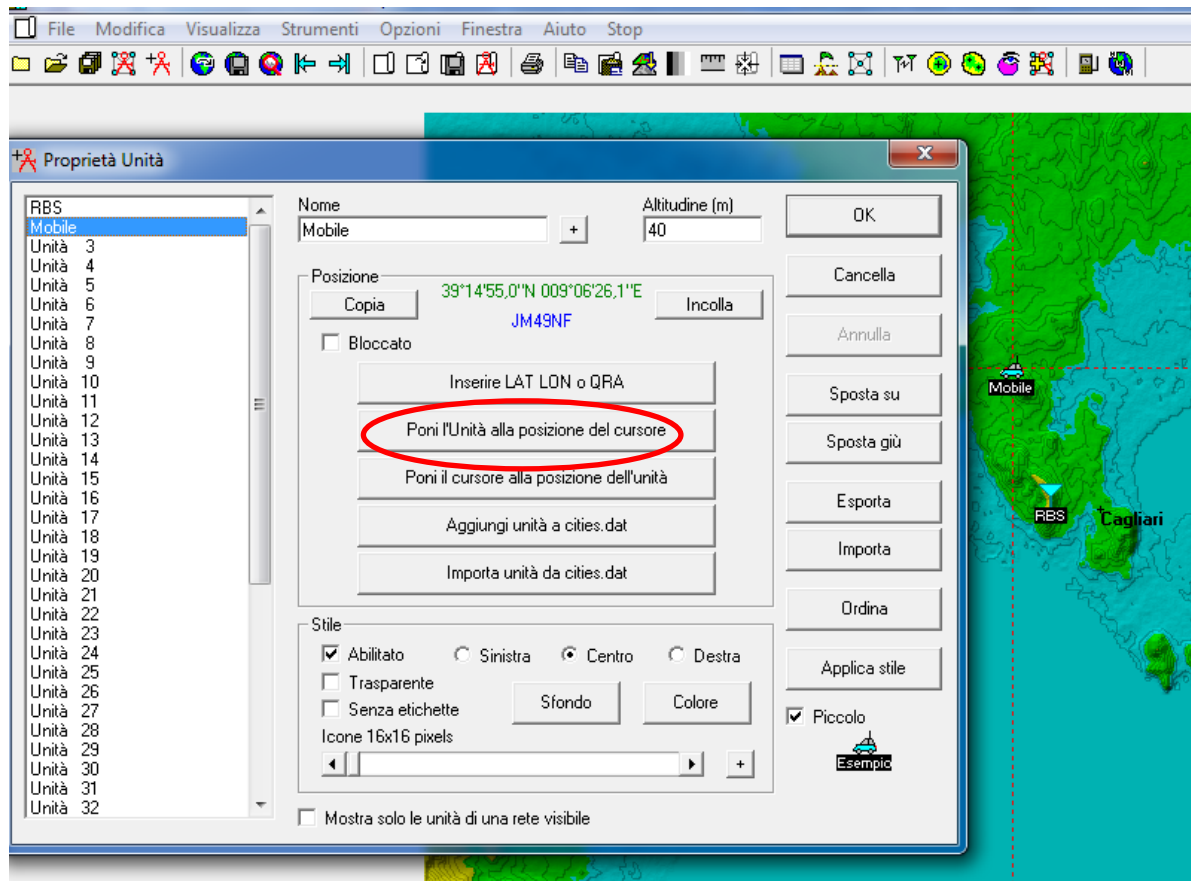 File Modifica Visualizza Strumenti Opzioni Finestra Aiuto Stop
Proprietà Unità
RBS
Mobile
Unità 3
Unità 4
Unità 5
Unità 6
Unità 7
Unità 8
Unità 9
Unità 10
Unità 11
Unità 12
Unità 13
Unità 14
Unità 15
Unità 16
Unità 17
Unità 18
Unità 19
Unità 20
Unità 21
Unità 22
Unità 23
Unità 24
Unità 25
Unità 26
Unità 27
Unità 28
Unità 29
Unità 30
Unità 31
Unità 32
Nome
Mobile
+
Altitudine (m)
40
Posizione
Copia
39°14'55,0''N 009°06'26,1''E
JM49NF
Incolla
Bloccato
Inserire LAT LON o QRA
Poni l'Unità alla posizione del cursore
Poni il cursore alla posizione dell'unità
Aggiungi unità a cities.dat
Importa unità da cities.dat
Stile
Abilitato Sinistra Centro Destra
Trasparente
Senza etichette
Sfondo
Colore
Icone 16x16 pixels
+
Mostra solo le unità di una rete visibile
OK
Cancella
Annulla
Sposta su
Sposta giù
Esporta
Importa
Ordina
Applica stile
Piccolo
Esempio
Mobile
RBS
Cagliari